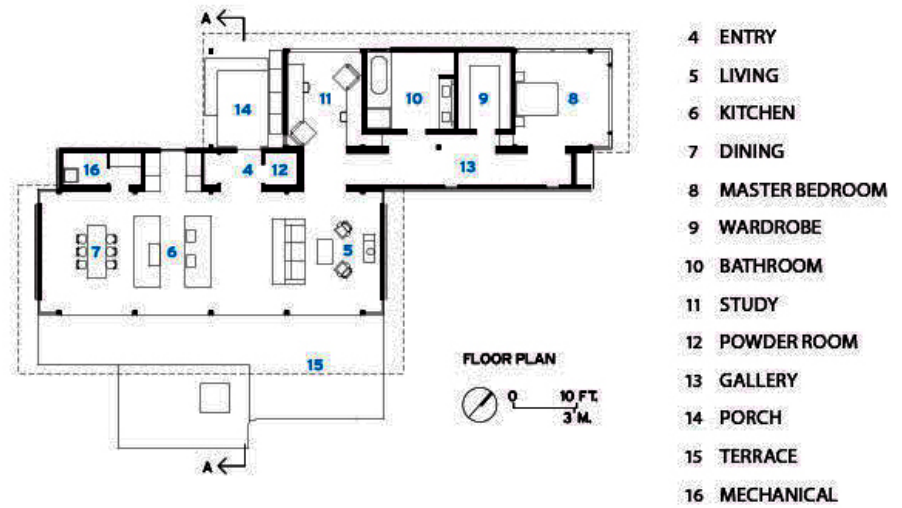 A
14
11
10
9
8
16
4
12
13
7
6
5
15
A
FLOOR PLAN
0 10 FT.
3 M.
4 ENTRY
5 LIVING
6 KITCHEN
7 DINING
8 MASTER BEDROOM
9 WARDROBE
10 BATHROOM
11 STUDY
12 POWDER ROOM
13 GALLERY
14 PORCH
15 TERRACE
16 MECHANICAL